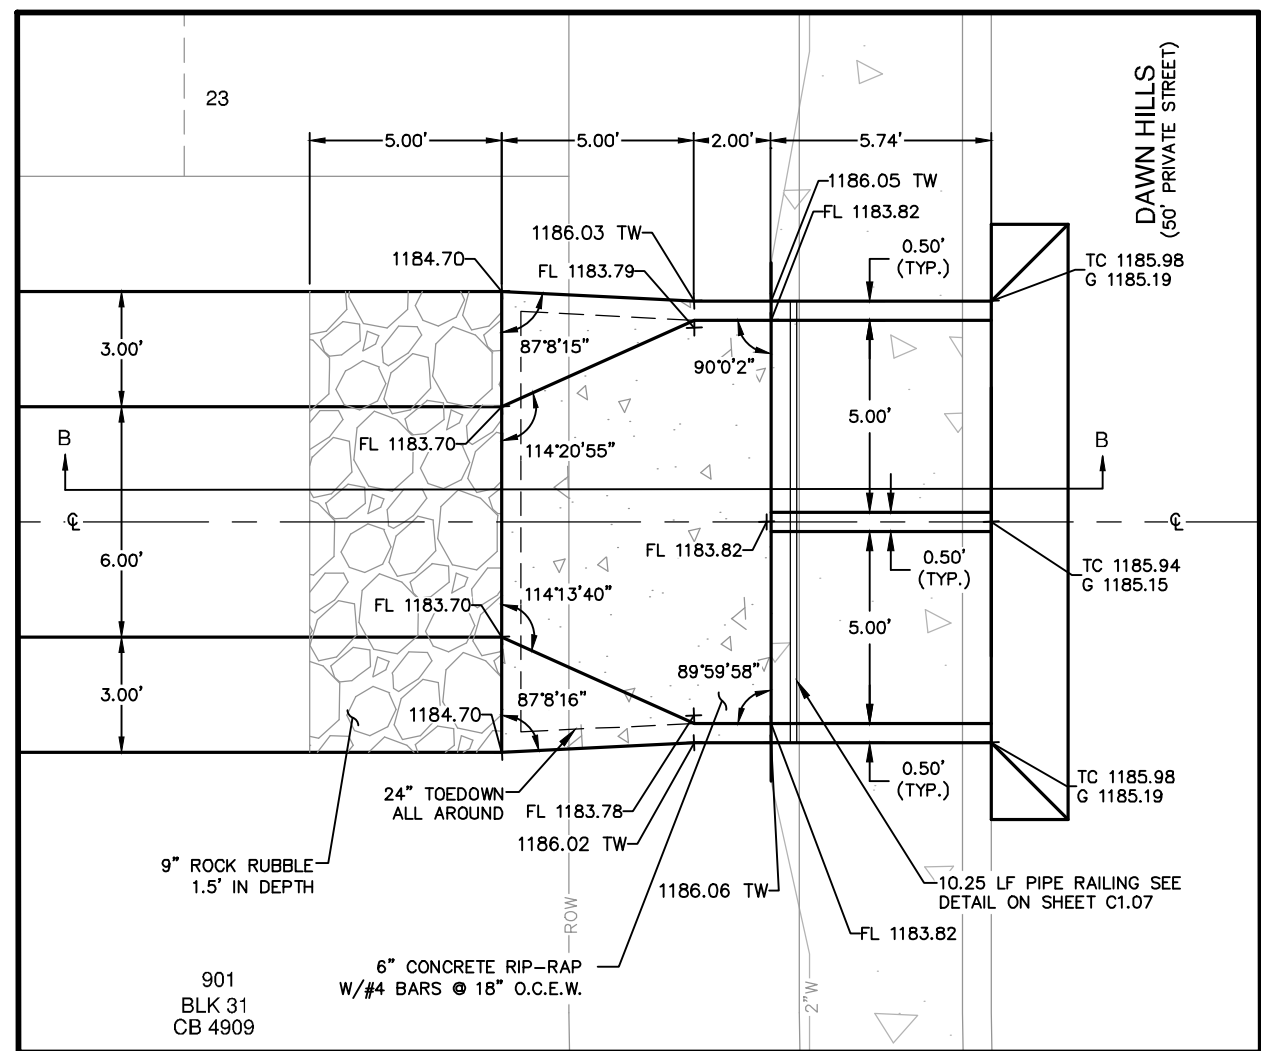 23
5.00'
5.00'
2.00'
5.74'
DAWN HILLS
(50' PRIVATE STREET)
1186.05 TW
FL 1183.82
1186.03 TW
FL 1183.79
1184.70
0.50'
(TYP.)
TC 1185.98
G 1185.19
3.00'
87°8'15"
90°0'2"
5.00'
FL 1183.70
114°20'55"
B
B
℄
℄
FL 1183.82
0.50'
(TYP.)
TC 1185.94
G 1185.15
6.00'
FL 1183.70
114°13'40"
5.00'
3.00'
87°8'16"
89°59'58"
1184.70
24" TOEDOWN
ALL AROUND
FL 1183.78
1186.02 TW
0.50'
(TYP.)
TC 1185.98
G 1185.19
9" ROCK RUBBLE
1.5' IN DEPTH
1186.06 TW
10.25 LF PIPE RAILING SEE
DETAIL ON SHEET C1.07
FL 1183.82
ROW
6" CONCRETE RIP-RAP
W/#4 BARS @ 18" O.C.E.W.
2"W
901
BLK 31
CB 4909